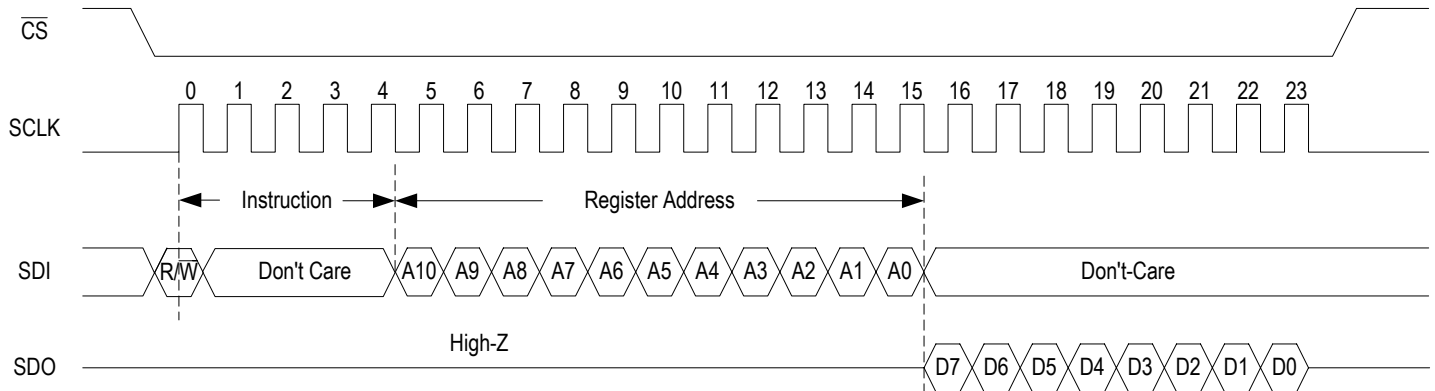 CS
0 1 2 3 4 5 6 7 8 9 10 11 12 13 14 15 16 17 18 19 20 21 22 23
SCLK
Instruction Register Address
SDI R/W Don't Care A10 A9 A8 A7 A6 A5 A4 A3 A2 A1 A0 Don't-Care
High-Z
SDO D7 D6 D5 D4 D3 D2 D1 D0